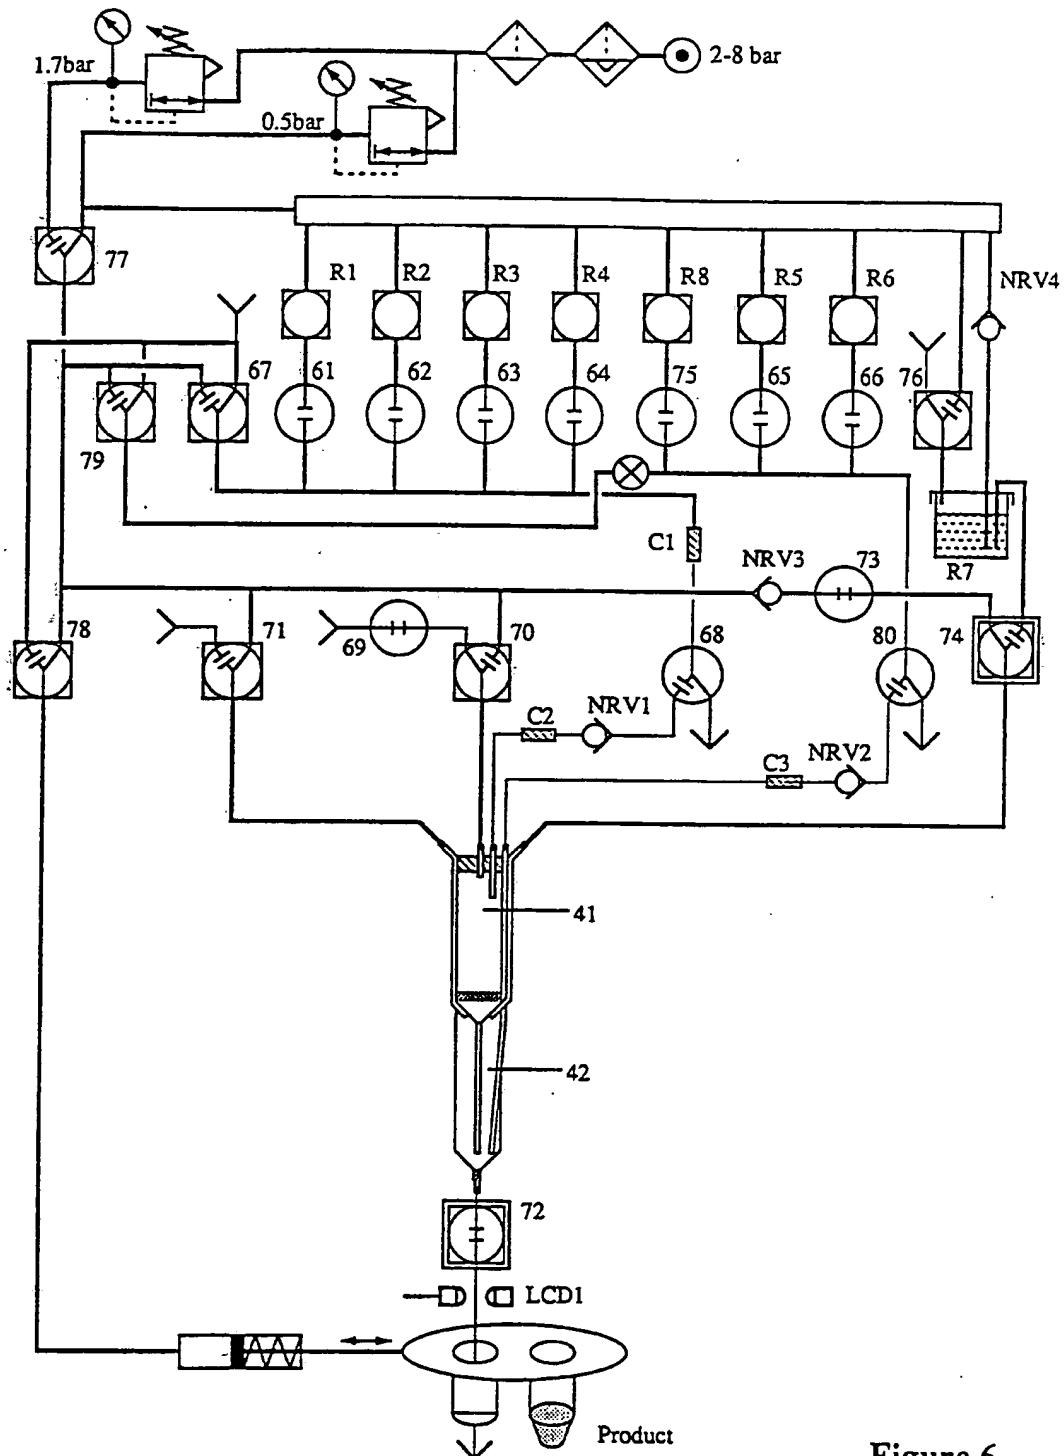 1.7bar
2-8 bar
0.5bar
77
R1 R2 R3 R4 R8 R5 R6
NRV4
67 61 62 63 64 75 65 66 76
79
C1
NRV3
73
R7
78 71 69 70 68 80 74
C2 NRV1
C3 NRV2
41
42
72
LCD1
Product
Figure 6